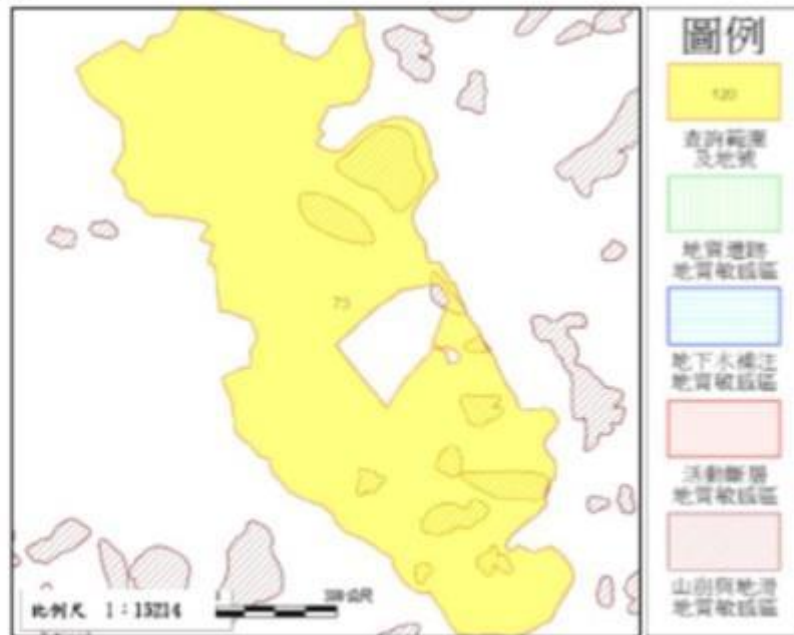 圖例
120
查詢範圍
及地號
地質遺跡
地質敏感區
地下水補注
地質敏感區
活動斷層
地質敏感區
山崩與地滑
地質敏感區
73
比例尺 1:15214